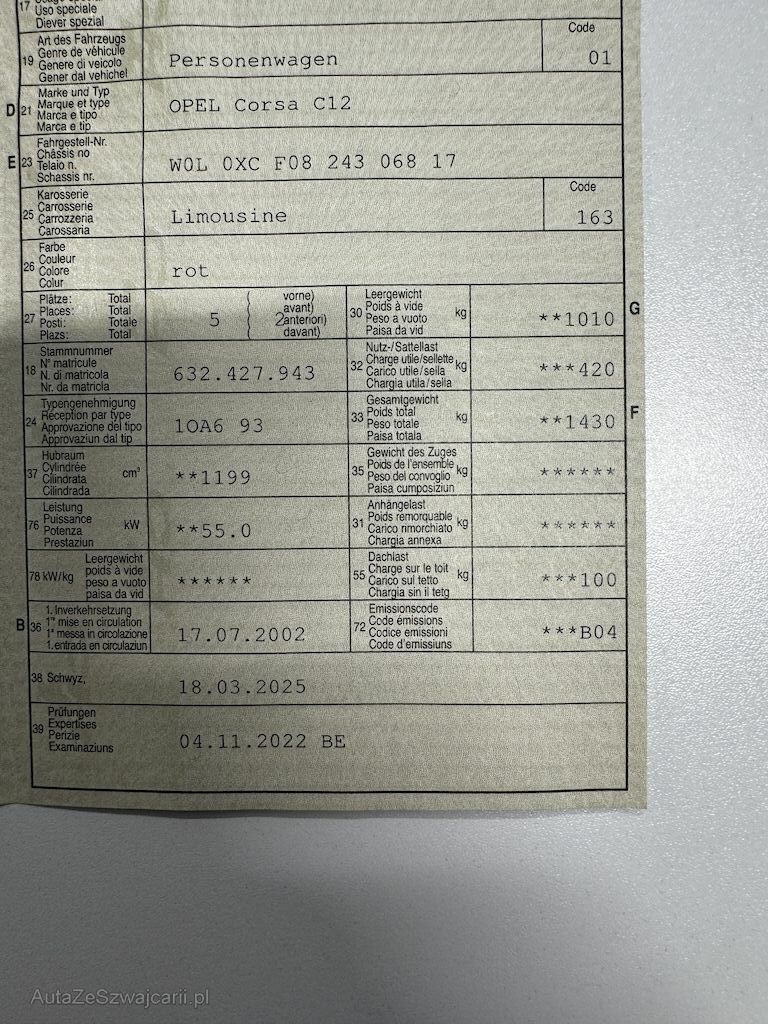 17
Uso speciale
Diever spezial
19 Art des Fahrzeugs
Genre de véhicule
Genere di veicolo
Gener dal vehichel
Personenwagen
Code
01
D 21 Marke und Typ
Marque et type
Marca e tipo
Marca e tip
OPEL Corsa C12
E 23 Fahrgestell-Nr.
Châssis no
Telaio n.
Schassis nr.
W0L 0XC F08 243 068 17
25 Karosserie
Carrosserie
Carrozzeria
Carossaria
Limousine
Code
163
26 Farbe
Couleur
Colore
Colur
rot
27 Plätze: Total
Places: Total
Posti: Totale
Plazs: Total
5
( vorne)
avant)
( 2 anteriori)
davant)
30 Leergewicht
Poids à vide
Peso a vuoto
Paisa da vid
kg
**1010
G
18 Stammnummer
N° matricule
N. di matricola
Nr. da matricla
632.427.943
32 Nutz-/Sattellast
Charge utile/sellette
Carico utile/sella
Chargia utila/sella
kg
***420
24 Typengenehmigung
Réception par type
Approvazione del tipo
Approvaziun dal tip
1OA6 93
33 Gesamtgewicht
Poids total
Peso totale
Paisa totala
kg
**1430
F
37 Hubraum
Cylindrée
Cilindrata
Cilindrada
cm³
**1199
35 Gewicht des Zuges
Poids de l'ensemble
Peso del convoglio
Paisa cumposiziun
kg
******
76 Leistung
Puissance
Potenza
Prestaziun
kW
**55.0
31 Anhängelast
Poids remorquable
Carico rimorchiato
Chargia annexa
kg
******
78 kW/kg
Leergewicht
poids à vide
peso a vuoto
paisa da vid
******
55 Dachlast
Charge sur le toit
Carico sul tetto
Chargia sin il tetg
kg
***100
B 36 1. Inverkehrsetzung
1re mise en circulation
1a messa in circolazione
1. entrada en circulaziun
17.07.2002
72 Emissionscode
Code émissions
Codice emissioni
Code d'emissiuns
***B04
38 Schwyz,
18.03.2025
39 Prüfungen
Expertises
Perizie
Examinaziuns
04.11.2022 BE
AutaZeSzwajcarii.pl